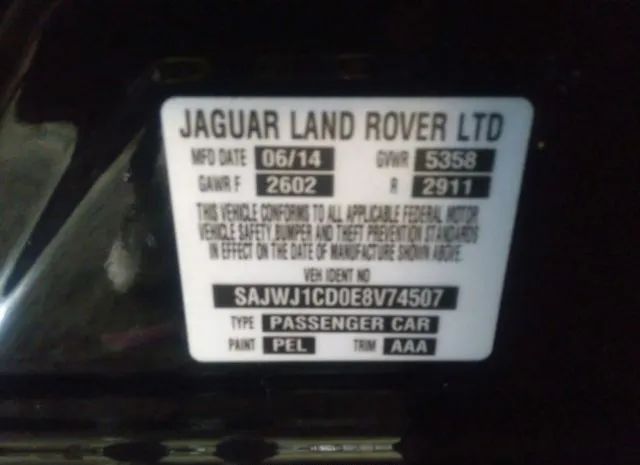 JAGUAR LAND ROVER LTD
MFD DATE 06/14 GVWR 5358
GAWR F 2602 R 2911
THIS VEHICLE CONFORMS TO ALL APPLICABLE FEDERAL MOTOR
VEHICLE SAFETY, BUMPER AND THEFT PREVENTION STANDARDS
IN EFFECT ON THE DATE OF MANUFACTURE SHOWN ABOVE.
VEH IDENT NO
SAJWJ1CD0E8V74507
TYPE PASSENGER CAR
PAINT PEL TRIM AAA